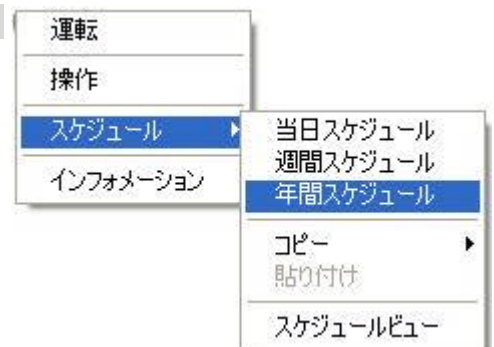 運転
操作
スケジュール
インフォメーション
当日スケジュール
週間スケジュール
年間スケジュール
コピー
貼り付け
スケジュールビュー